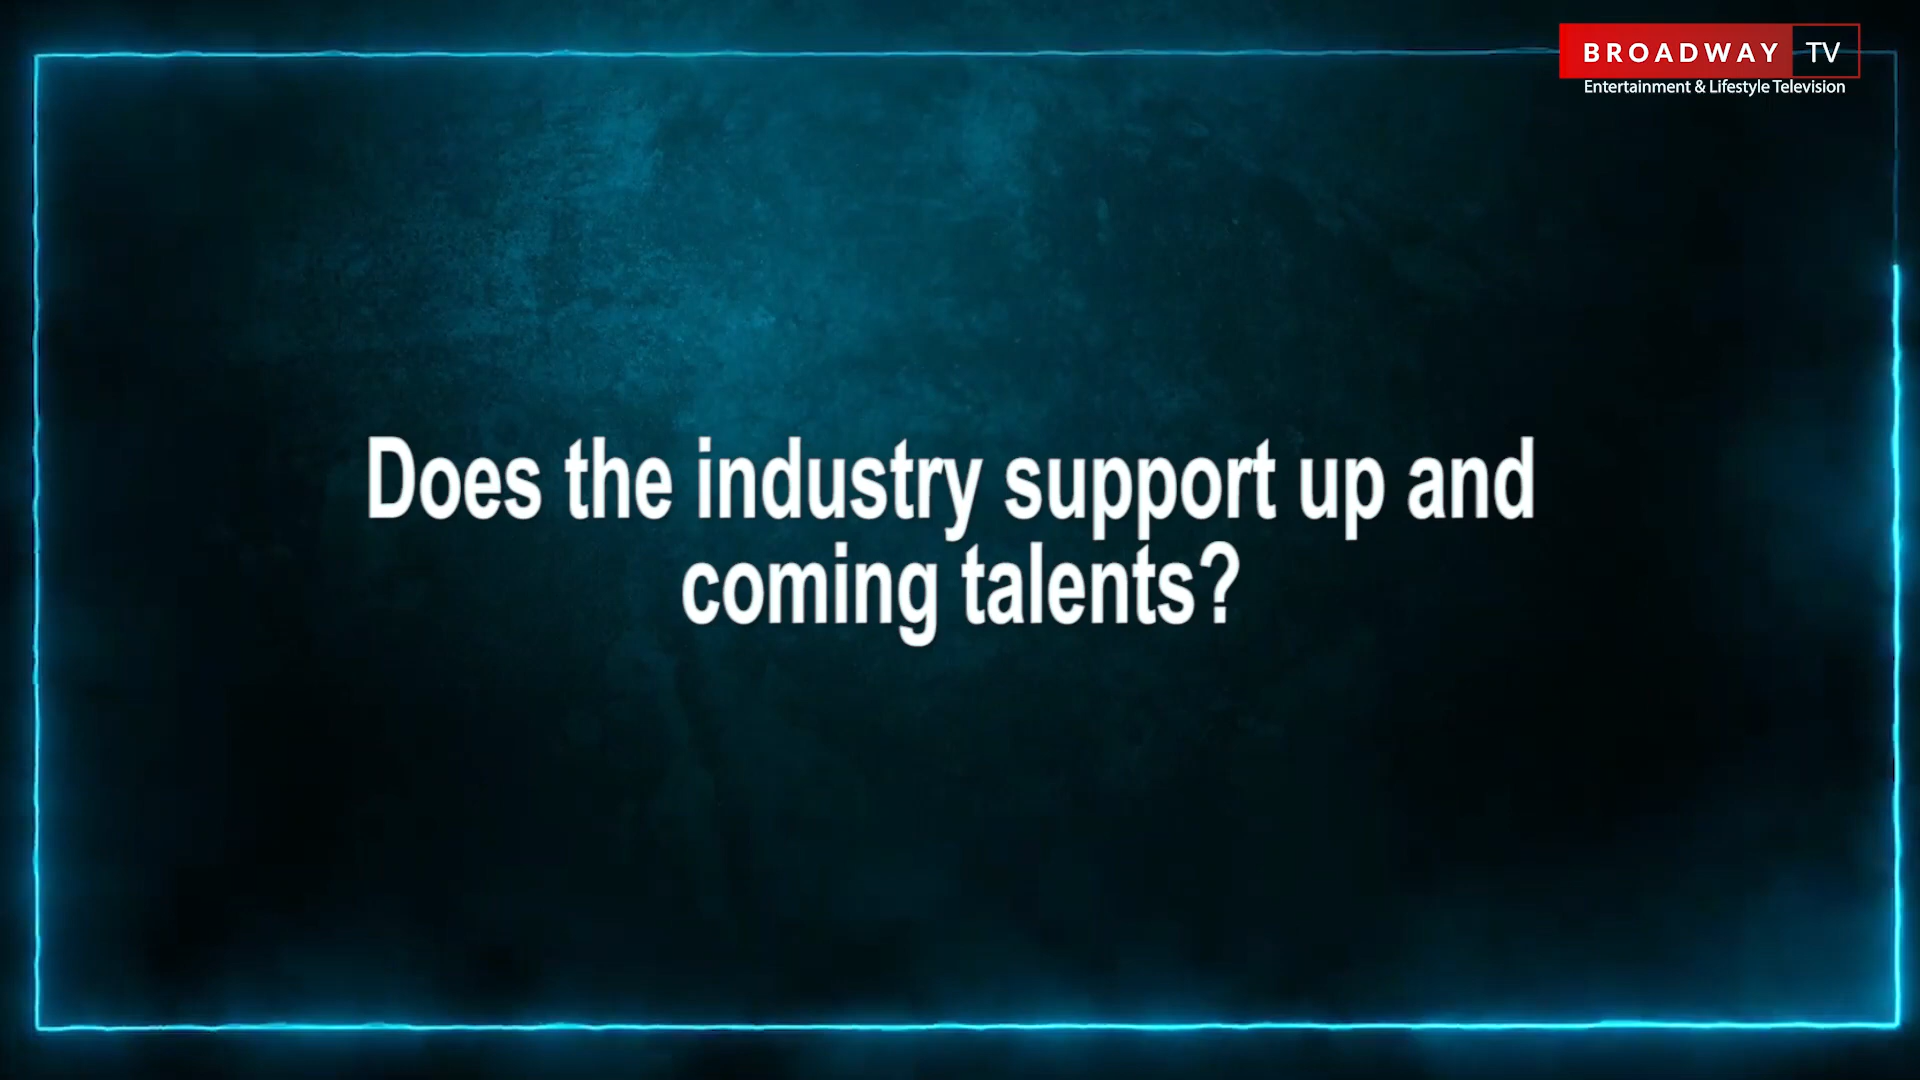 BROADWAY TV
Entertainment & Lifestyle Television
Does the industry support up and
coming talents?